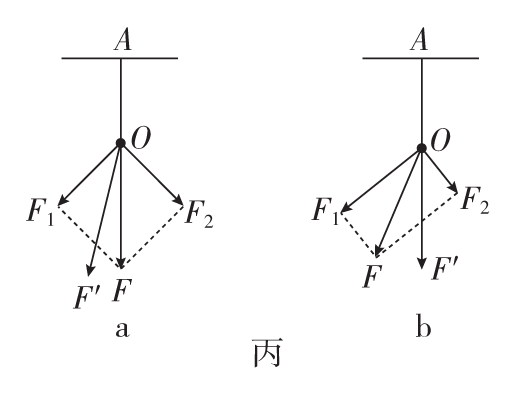 A A
O O
F₁ F₂ F₁ F₂
F′ F F F′
a b
丙